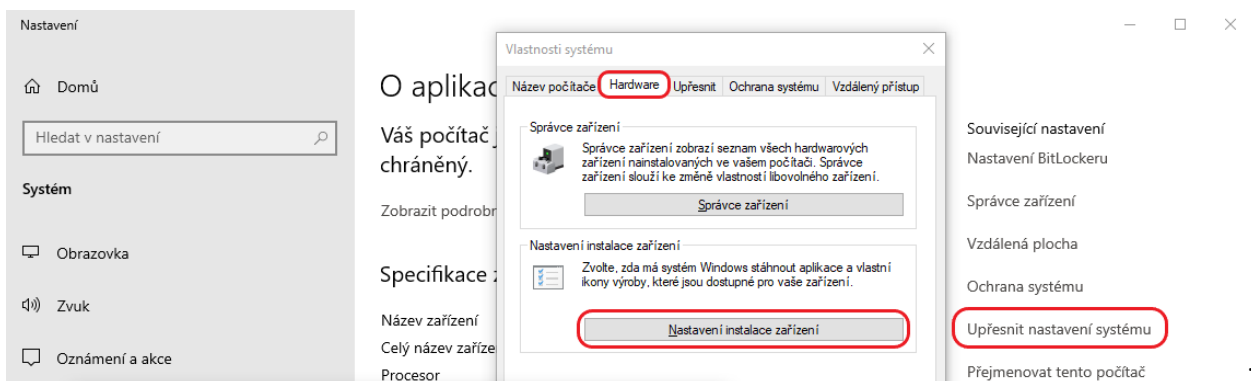 Nastavení
Domů
Hledat v nastavení
Systém
Obrazovka
Zvuk
Oznámení a akce
O aplikac
Váš počítač j
chráněný.
Zobrazit podrobn
Specifikace z
Název zařízení
Celý název zaříze
Procesor
Vlastnosti systému
Název počítače Hardware Upřesnit Ochrana systému Vzdálený přístup
Správce zařízení
Správce zařízení zobrazí seznam všech hardwarových
zařízení nainstalovaných ve vašem počítači. Správce
zařízení slouží ke změně vlastností libovolného zařízení.
Správce zařízení
Nastavení instalace zařízení
Zvolte, zda má systém Windows stáhnout aplikace a vlastní
ikony výroby, které jsou dostupné pro vaše zařízení.
Nastavení instalace zařízení
Související nastavení
Nastavení BitLockeru
Správce zařízení
Vzdálená plocha
Ochrana systému
Upřesnit nastavení systému
Přejmenovat tento počítač